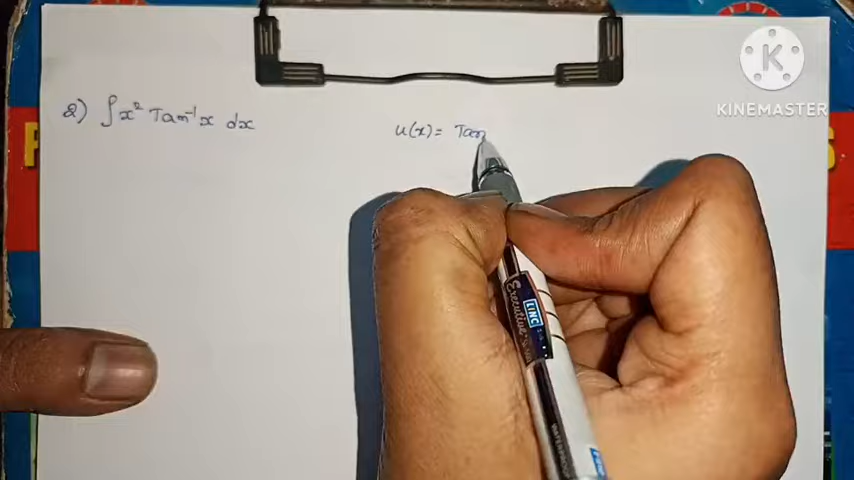 KINEMASTER
2) ∫x² Tan⁻¹x dx
u(x) = Tan
LINC
Executive